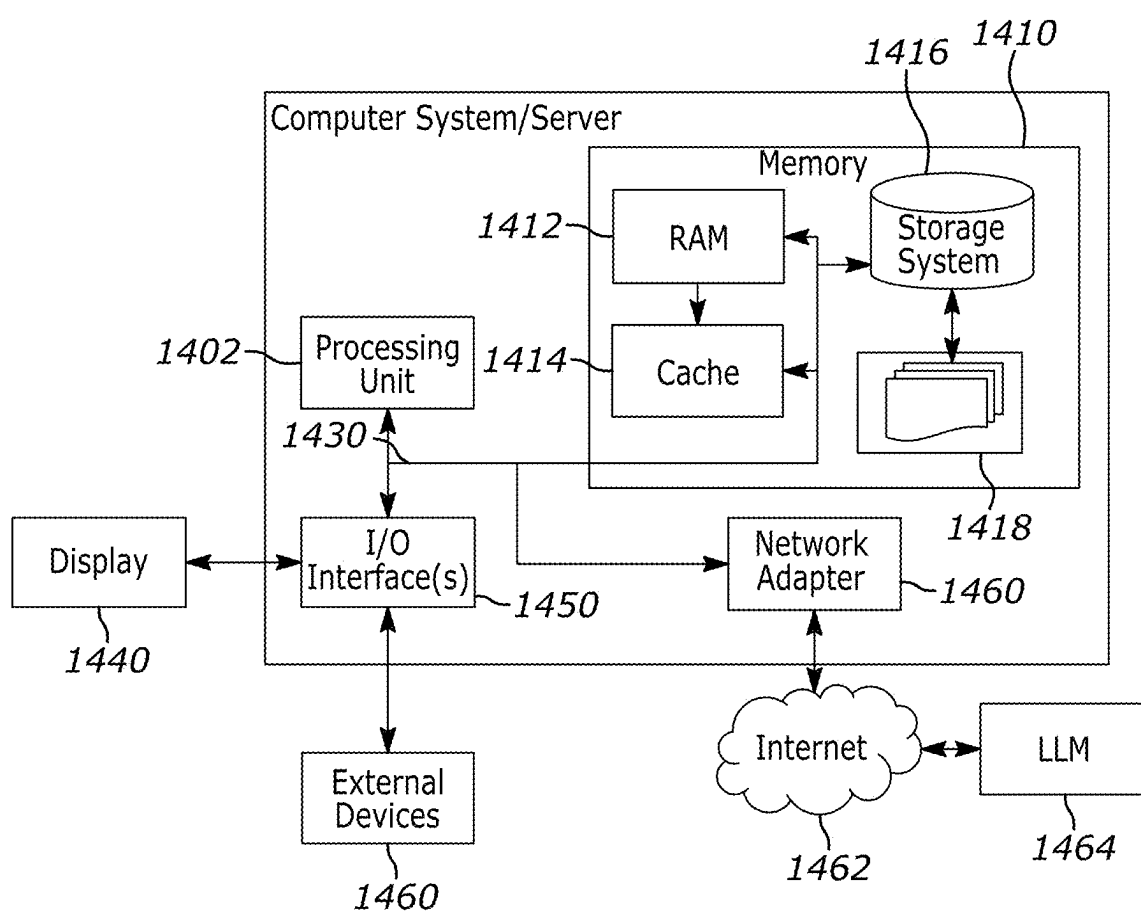 1410
1416
Computer System/Server
Memory
1412
RAM
Storage
System
1402
Processing
Unit
1414
Cache
1430
1418
Display
I/O
Interface(s)
1450
Network
Adapter
1460
1440
Internet
LLM
External
Devices
1462
1464
1460